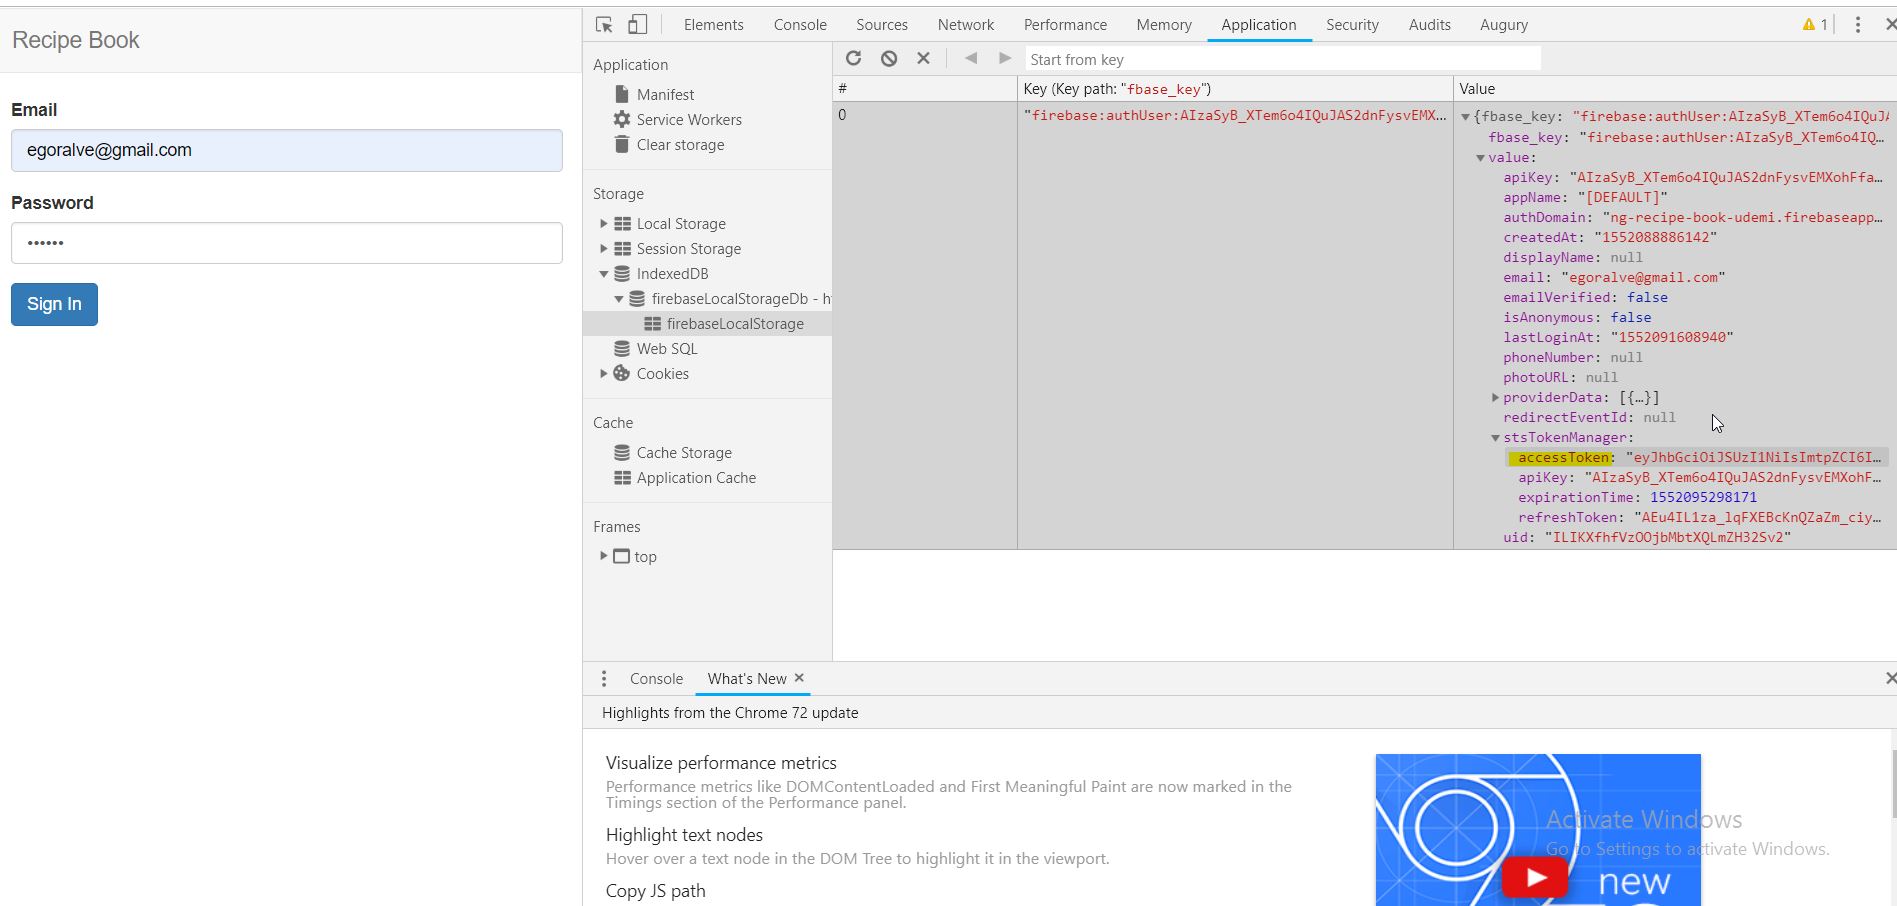 Recipe Book
Email
egoralve@gmail.com
Password
••••••
Sign In
Elements Console Sources Network Performance Memory Application Security Audits Augury 1
Application
Manifest
Service Workers
Clear storage
Storage
Local Storage
Session Storage
IndexedDB
firebaseLocalStorageDb - h
firebaseLocalStorage
Web SQL
Cookies
Cache
Cache Storage
Application Cache
Frames
top
Start from key
# Key (Key path: "fbase_key") Value
0 "firebase:authUser:AIzaSyB_XTem6o4IQuJAS2dnFysvEMX...
{fbase_key: "firebase:authUser:AIzaSyB_XTem6o4IQuJA
fbase_key: "firebase:authUser:AIzaSyB_XTem6o4IQ...
value:
apiKey: "AIzaSyB_XTem6o4IQuJAS2dnFysvEMXohFfa...
appName: "[DEFAULT]"
authDomain: "ng-recipe-book-udemi.firebaseapp...
createdAt: "1552088886142"
displayName: null
email: "egoralve@gmail.com"
emailVerified: false
isAnonymous: false
lastLoginAt: "1552091608940"
phoneNumber: null
photoURL: null
providerData: [{…}]
redirectEventId: null
stsTokenManager:
accessToken: "eyJhbGciOiJSUzI1NiIsImtpZCI6I...
apiKey: "AIzaSyB_XTem6o4IQuJAS2dnFysvEMXohF...
expirationTime: 1552095298171
refreshToken: "AEu4IL1za_lqFXEBcKnQZaZm_ciy...
uid: "ILIKXfhfVzOOjbMbtXQLmZH32Sv2"
Console What's New
Highlights from the Chrome 72 update
Visualize performance metrics
Performance metrics like DOMContentLoaded and First Meaningful Paint are now marked in the
Timings section of the Performance panel.
Highlight text nodes
Hover over a text node in the DOM Tree to highlight it in the viewport.
Copy JS path
new
Activate Windows
Go to Settings to activate Windows.